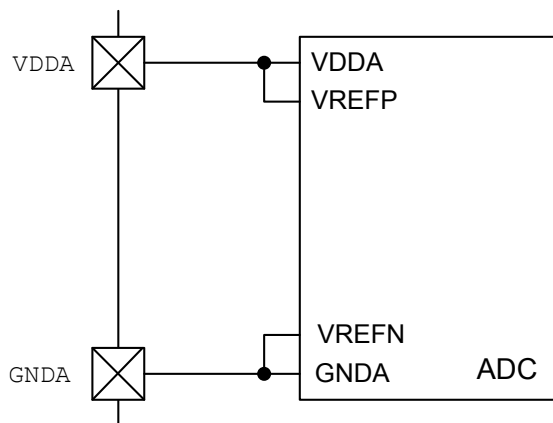 VDDA
VDDA
VREFP
VREFN
GNDA
GNDA
ADC